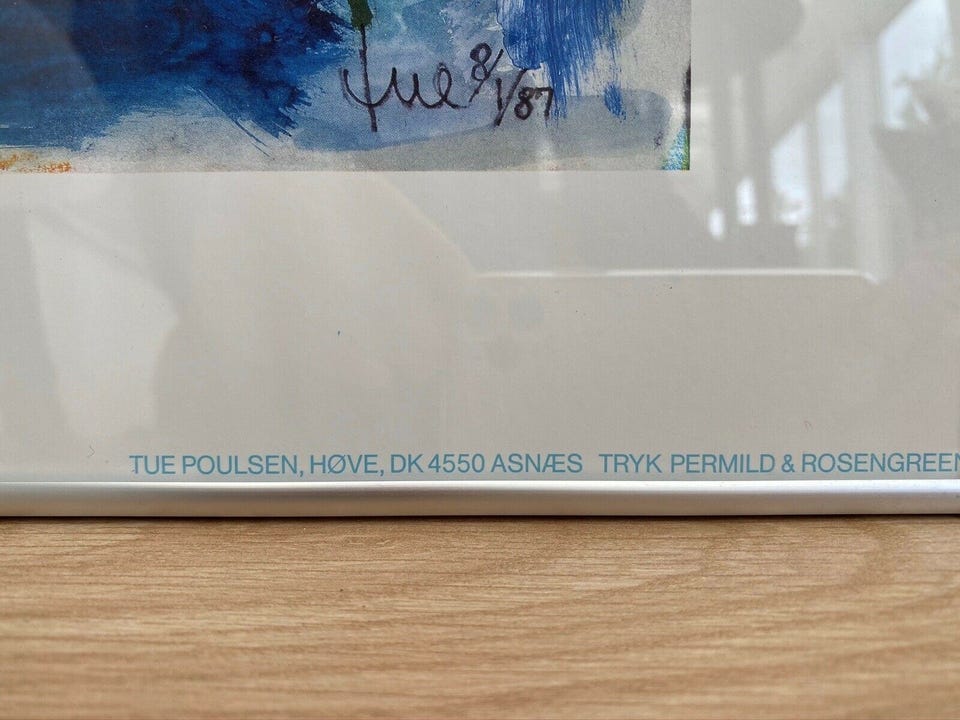 Tue 8/1/87
TUE POULSEN, HØVE, DK 4550 ASNÆS TRYK PERMILD & ROSENGREEN